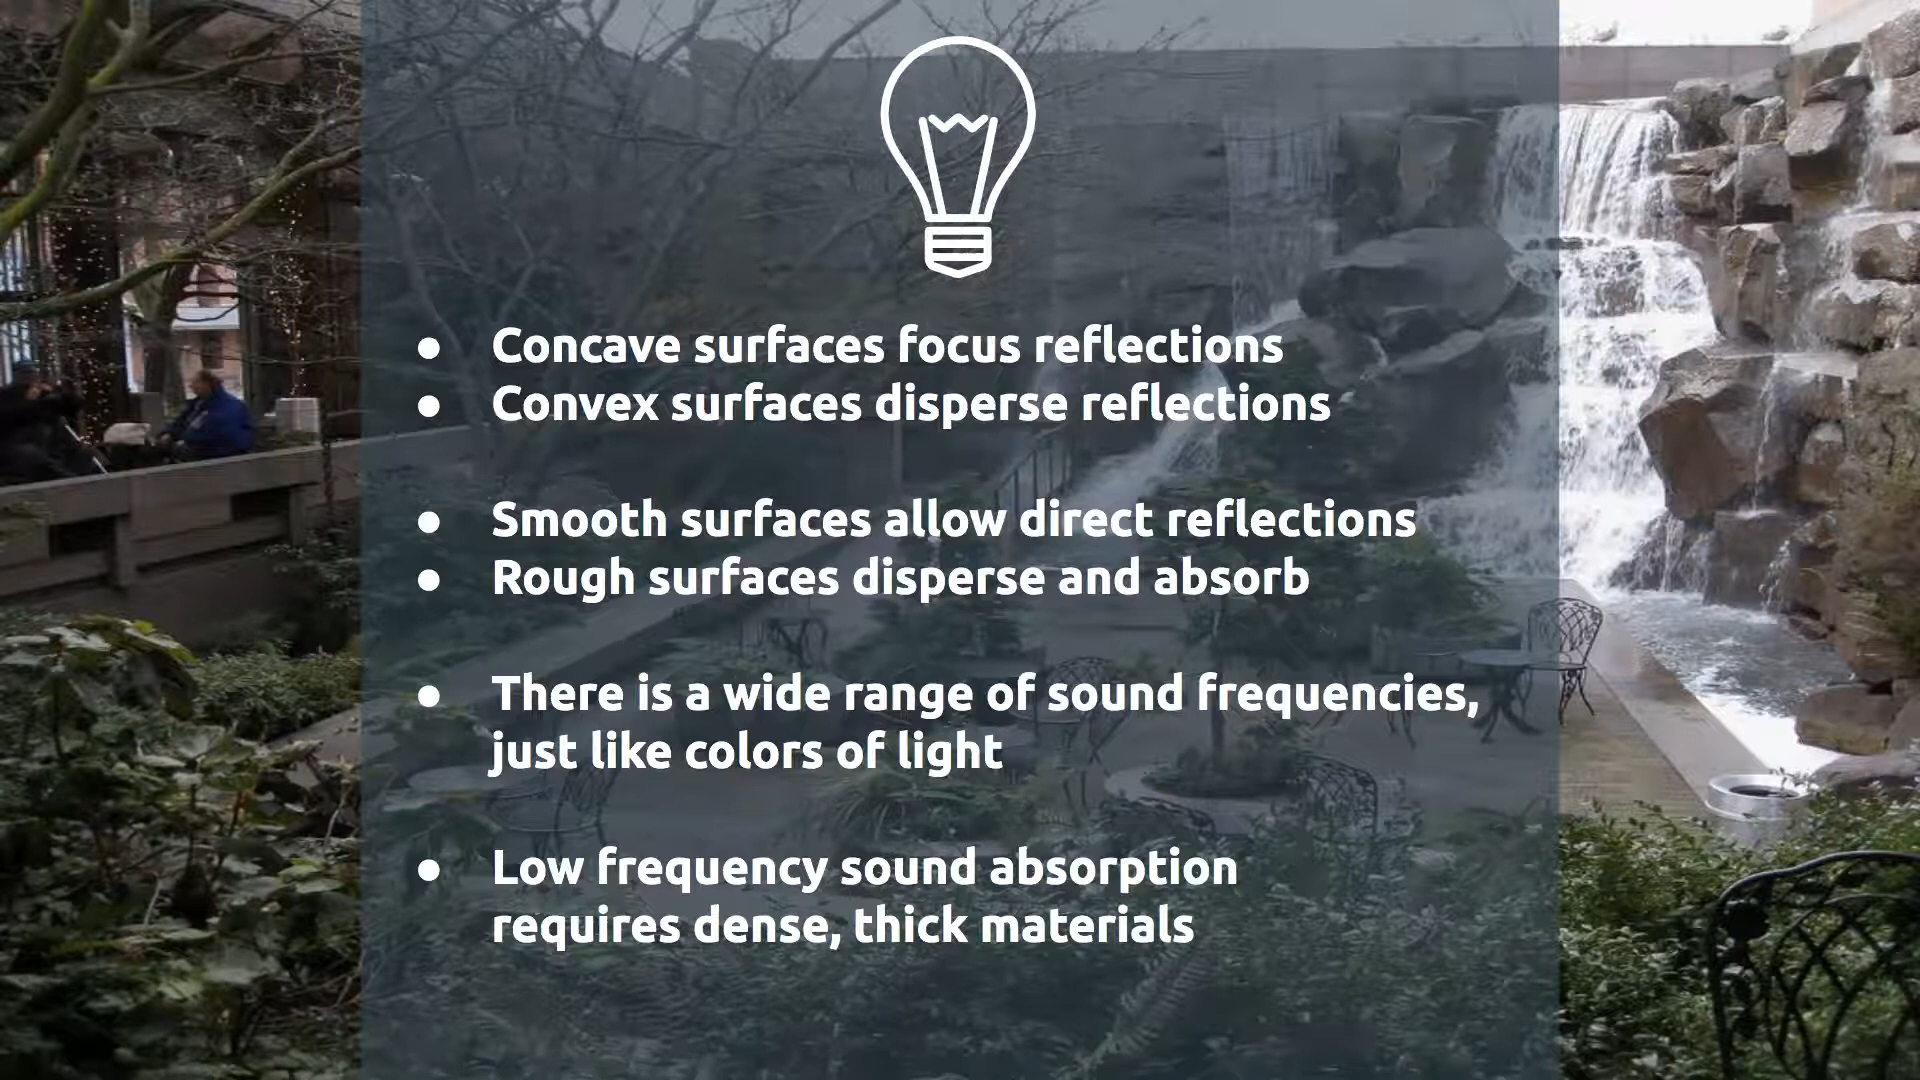 ● Concave surfaces focus reflections
● Convex surfaces disperse reflections
● Smooth surfaces allow direct reflections
● Rough surfaces disperse and absorb
● There is a wide range of sound frequencies,
just like colors of light
● Low frequency sound absorption
requires dense, thick materials